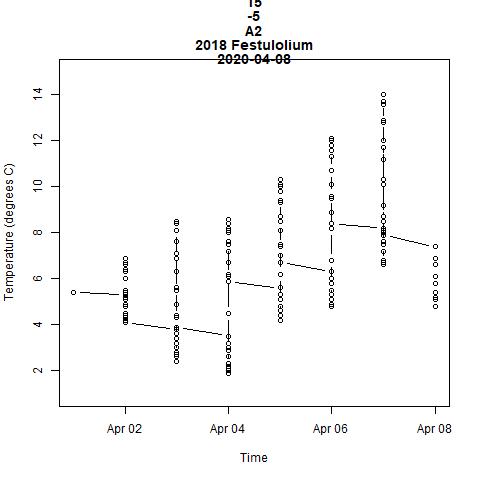 15
-5
A2
2018 Festulolium
2020-04-08
14
12
10
8
6
4
2
Temperature (degrees C)
Apr 02
Apr 04
Apr 06
Apr 08
Time